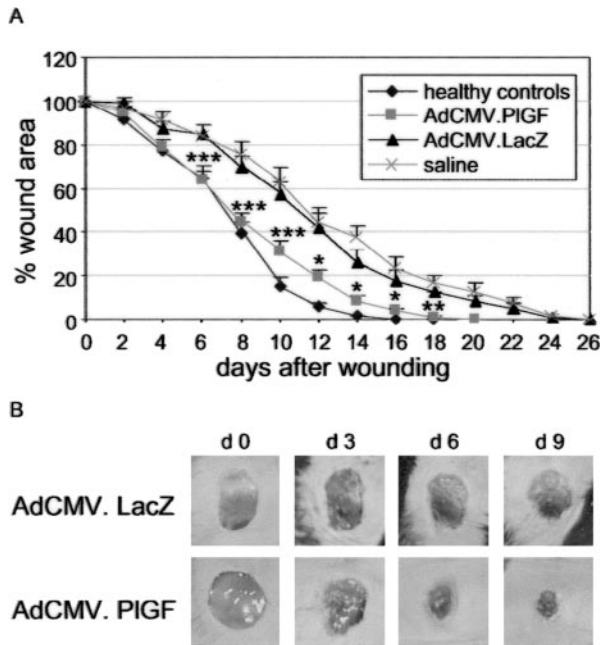 A
120
100
80
60
40
20
0
% wound area
healthy controls
AdCMV.PlGF
AdCMV.LacZ
saline
***
***
***
*
*
*
**
0 2 4 6 8 10 12 14 16 18 20 22 24 26
days after wounding
B
d 0 d 3 d 6 d 9
AdCMV. LacZ
AdCMV. PlGF